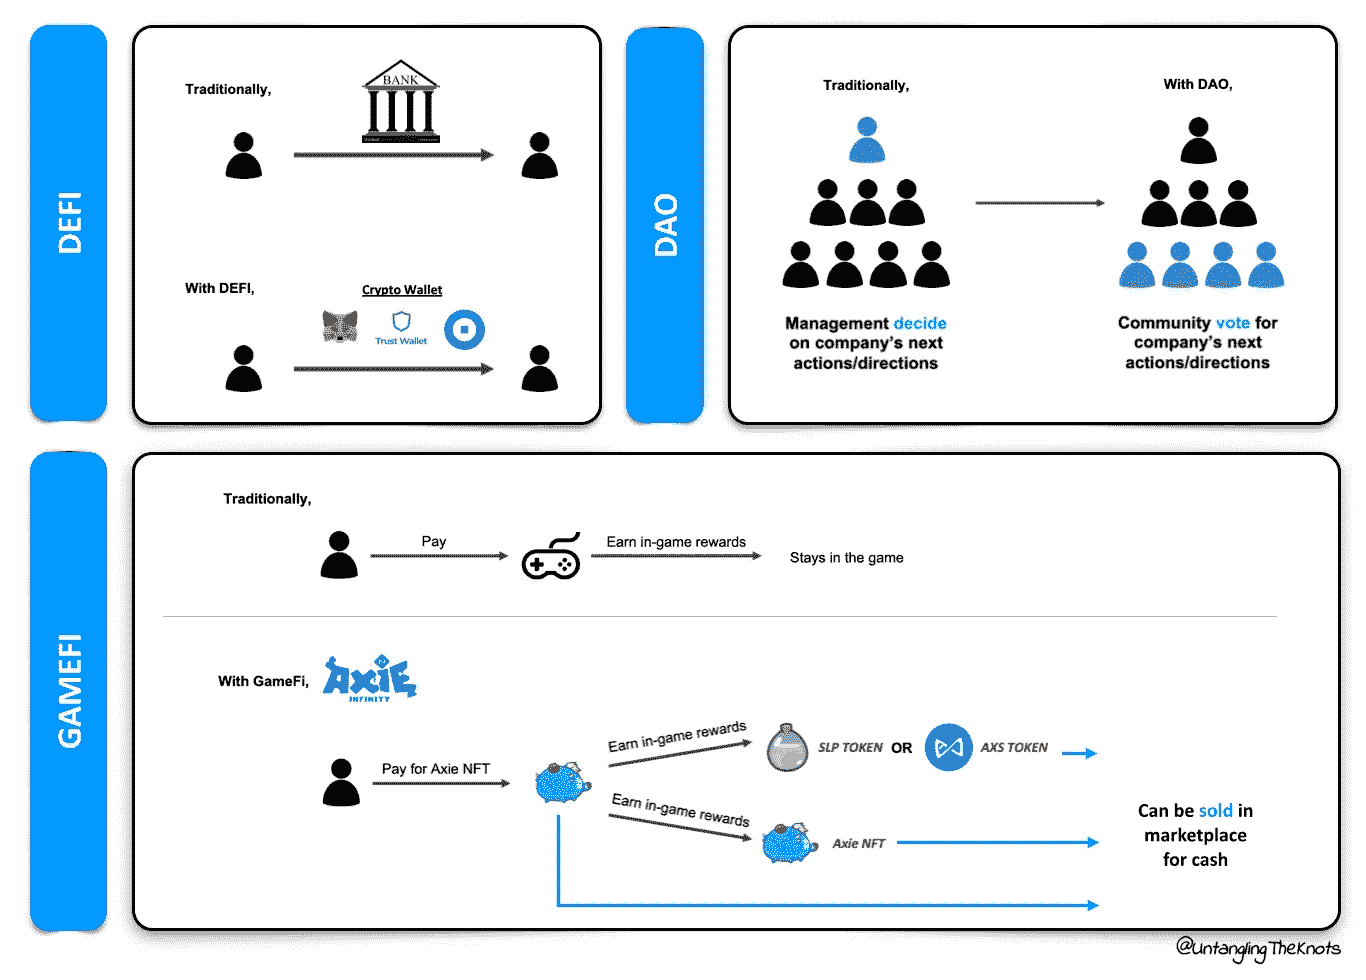 DEFI
Traditionally,
BANK
With DEFI,
Crypto Wallet
Trust Wallet
DAO
Traditionally,
With DAO,
Management decide
on company's next
actions/directions
Community vote for
company's next
actions/directions
GAMEFI
Traditionally,
Pay
Earn in-game rewards
Stays in the game
With GameFi,
AXIE
INFINITY
Pay for Axie NFT
Earn in-game rewards
SLP TOKEN OR AXS TOKEN
Earn in-game rewards
Axie NFT
Can be sold in
marketplace
for cash
@UntanglingTheKnots